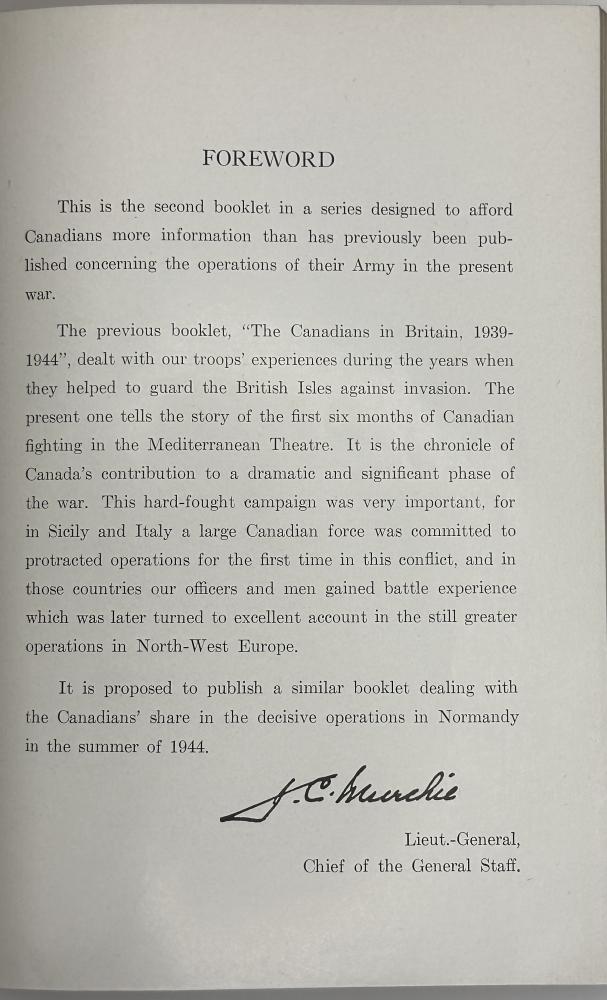 FOREWORD
This is the second booklet in a series designed to afford
Canadians more information than has previously been pub-
lished concerning the operations of their Army in the present
war.
The previous booklet, “The Canadians in Britain, 1939-
1944”, dealt with our troops’ experiences during the years when
they helped to guard the British Isles against invasion. The
present one tells the story of the first six months of Canadian
fighting in the Mediterranean Theatre. It is the chronicle of
Canada’s contribution to a dramatic and significant phase of
the war. This hard-fought campaign was very important, for
in Sicily and Italy a large Canadian force was committed to
protracted operations for the first time in this conflict, and in
those countries our officers and men gained battle experience
which was later turned to excellent account in the still greater
operations in North-West Europe.
It is proposed to publish a similar booklet dealing with
the Canadians’ share in the decisive operations in Normandy
in the summer of 1944.
J.C. Murchie
Lieut.-General,
Chief of the General Staff.